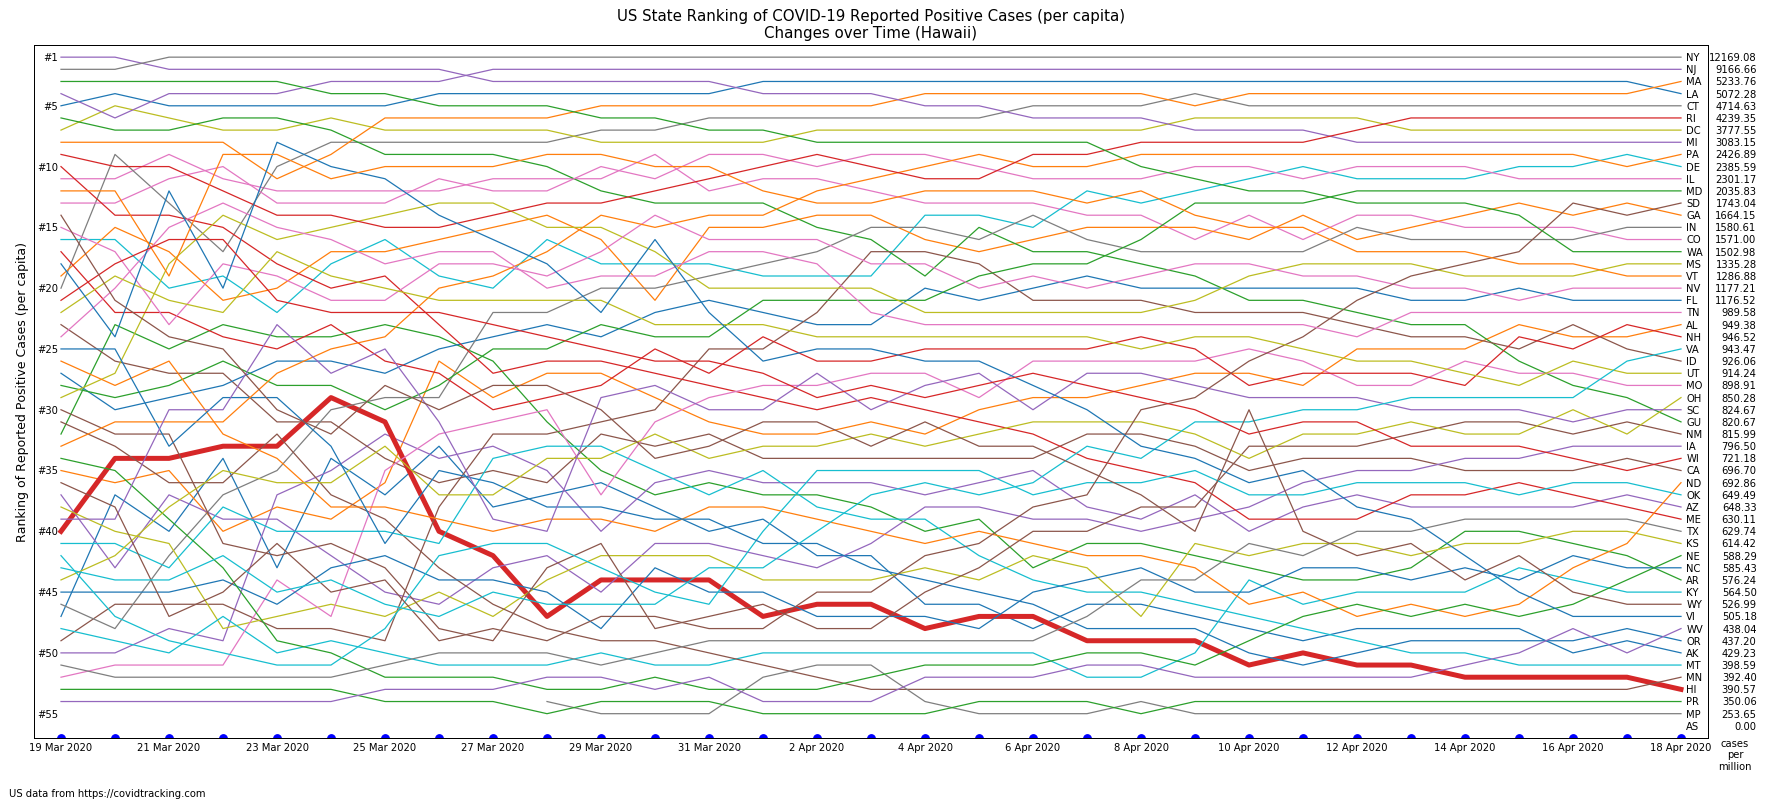 US State Ranking of COVID-19 Reported Positive Cases (per capita)
Changes over Time (Hawaii)
Ranking of Reported Positive Cases (per capita)
#1
#5
#10
#15
#20
#25
#30
#35
#40
#45
#50
#55
NY 12169.08
NJ 9166.66
MA 5233.76
LA 5072.28
CT 4714.63
RI 4239.35
DC 3777.55
MI 3083.15
PA 2426.89
DE 2385.59
IL 2301.17
MD 2035.83
SD 1743.04
GA 1664.15
IN 1580.61
CO 1571.00
WA 1502.98
MS 1335.28
VT 1286.88
NV 1177.21
FL 1176.52
TN 989.58
AL 949.38
NH 946.52
VA 943.47
ID 926.06
UT 914.24
MO 898.91
OH 850.28
SC 824.67
GU 820.67
NM 815.99
IA 796.50
WI 721.18
CA 696.70
ND 692.86
OK 649.49
AZ 648.33
ME 630.11
TX 629.74
KS 614.42
NE 588.29
NC 585.43
AR 576.24
KY 564.50
WY 526.99
VI 505.18
WV 438.04
OR 437.20
AK 429.23
MT 398.59
MN 392.40
HI 390.57
PR 350.06
MP 253.65
AS 0.00
19 Mar 2020 21 Mar 2020 23 Mar 2020 25 Mar 2020 27 Mar 2020 29 Mar 2020 31 Mar 2020 2 Apr 2020 4 Apr 2020 6 Apr 2020 8 Apr 2020 10 Apr 2020 12 Apr 2020 14 Apr 2020 16 Apr 2020 18 Apr 2020
cases
per
million
US data from https://covidtracking.com